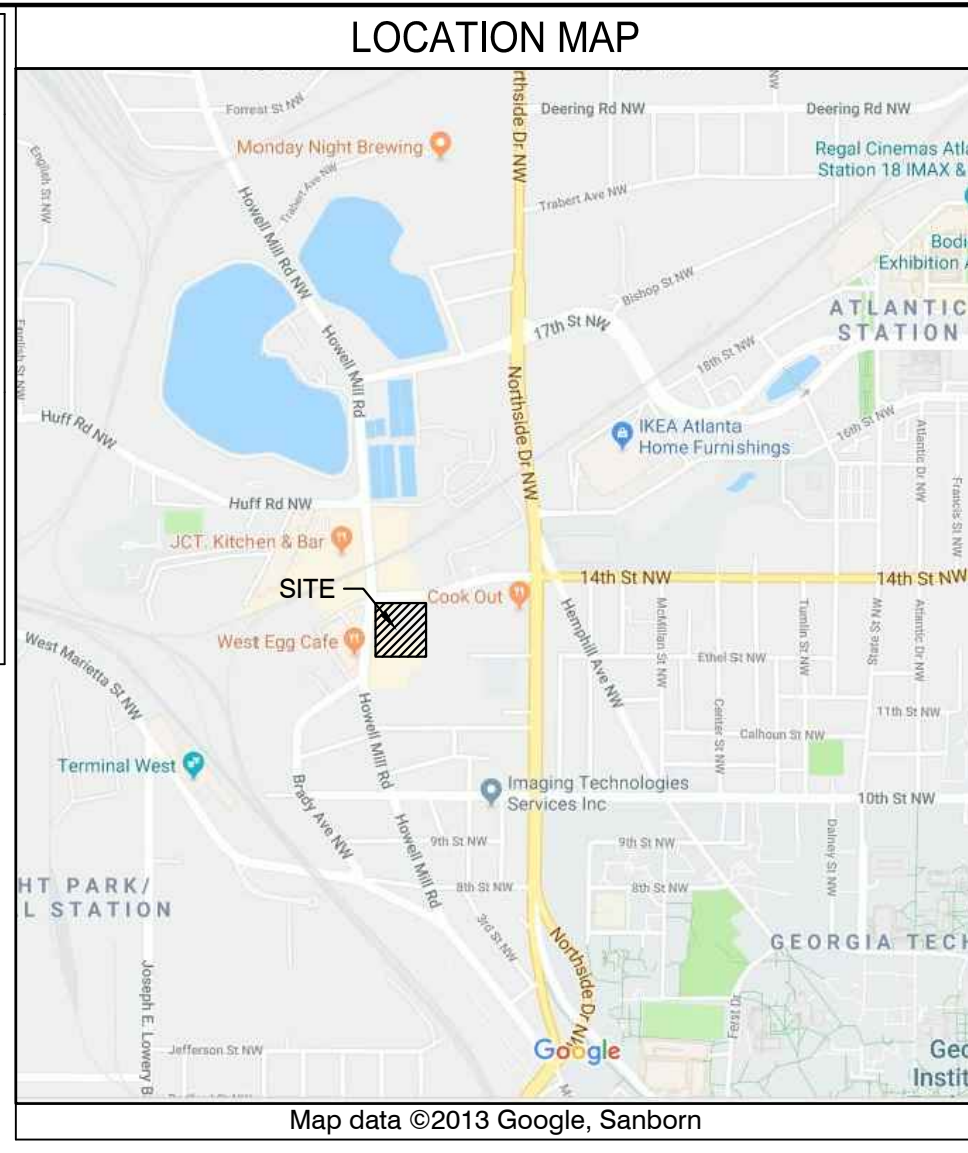 LOCATION MAP
Forrest St NW
Deering Rd NW
Deering Rd NW
NW
rthside Dr NW
Monday Night Brewing
Regal Cinemas Atla
Station 18 IMAX &
English St NW
Trabert Ave NW
Trabert Ave NW
Howell Mill Rd NW
Bodi
Exhibition A
Bishop St NW
ATLANTIC
STATION
17th St NW
English St NW
Howell Mill Rd
18th St NW
Northside Dr NW
Huff Rd NW
16th St NW
IKEA Atlanta
Home Furnishings
Atlantic Dr NW
Francis St NW
Huff Rd NW
JCT. Kitchen & Bar
SITE
Cook Out
14th St NW
14th St NW
West Egg Cafe
Hemphill Ave NW
McMillan St NW
Tumlin St NW
State St NW
Atlantic Dr NW
West Marietta St NW
Ethel St NW
Center St NW
11th St NW
Howell Mill Rd
Calhoun St NW
Terminal West
Imaging Technologies
Services Inc
10th St NW
Brady Ave NW
Howell Mill Rd
9th St NW
9th St NW
Dalney St NW
8th St NW
8th St NW
HT PARK/
L STATION
3rd St NW
Northside Dr NW
GEORGIA TECH
Joseph E. Lowery B
Ferst Dr
Jefferson St NW
Google
Geo
Instit
Map data ©2013 Google, Sanborn